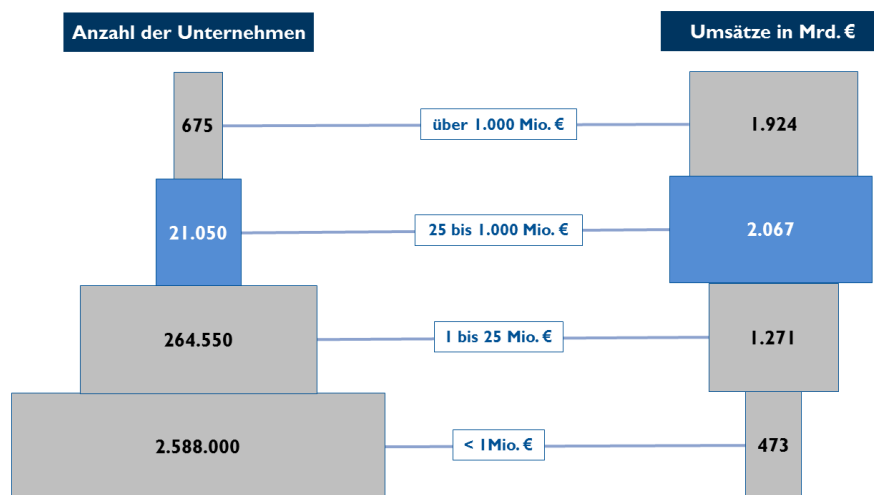 Anzahl der Unternehmen
Umsätze in Mrd. €
675
über 1.000 Mio. €
1.924
21.050
25 bis 1.000 Mio. €
2.067
264.550
1 bis 25 Mio. €
1.271
2.588.000
< 1Mio. €
473